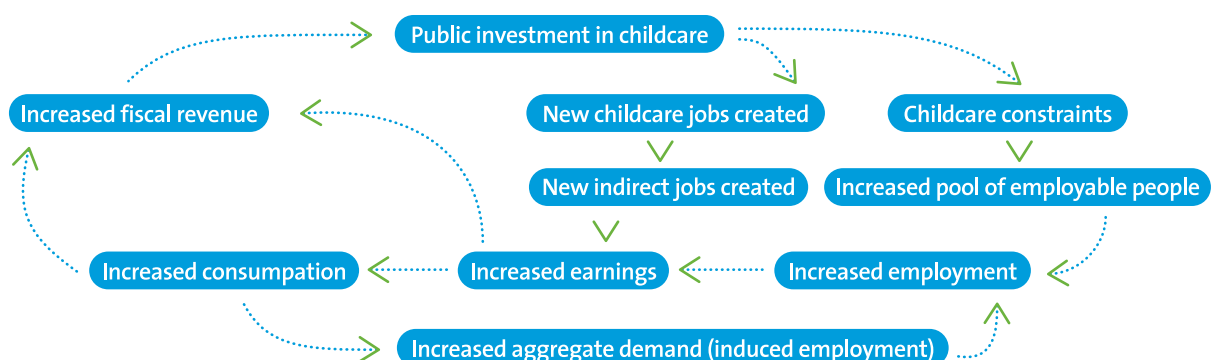 Public investment in childcare
Increased fiscal revenue
New childcare jobs created
Childcare constraints
New indirect jobs created
Increased pool of employable people
Increased consumpation
Increased earnings
Increased employment
Increased aggregate demand (induced employment)